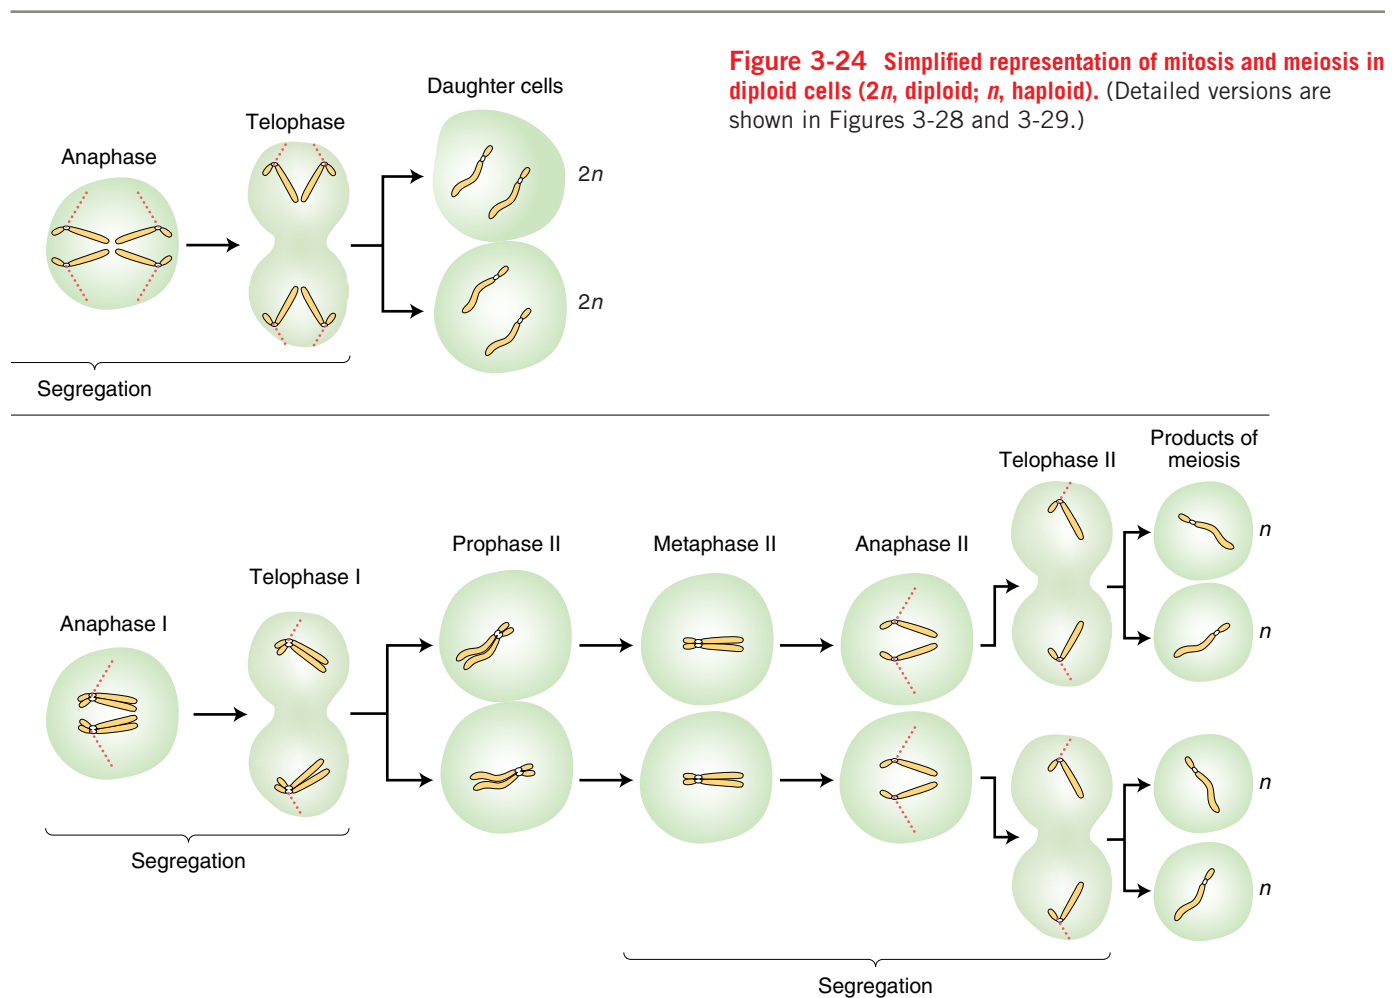 Figure 3-24 Simplified representation of mitosis and meiosis in
diploid cells (2n, diploid; n, haploid). (Detailed versions are
shown in Figures 3-28 and 3-29.)
Daughter cells
Telophase
Anaphase
2n
2n
Segregation
Products of
meiosis
Telophase II
n
Prophase II
Metaphase II
Anaphase II
Telophase I
Anaphase I
n
n
Segregation
n
Segregation